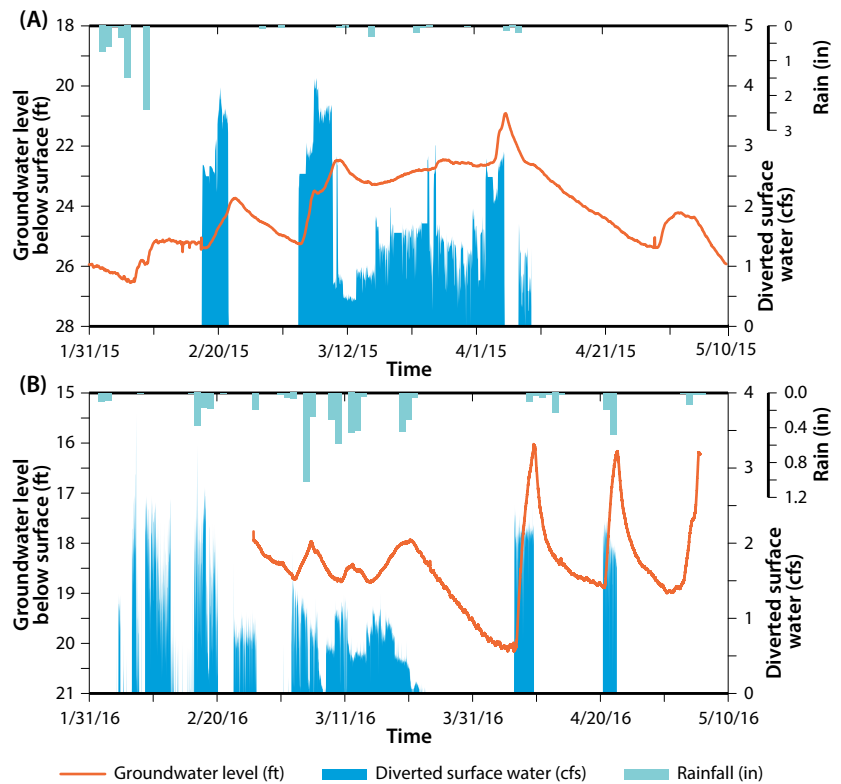 (A)
18
20
22
24
26
28
Groundwater level
below surface (ft)
5
4
3
2
1
0
Diverted surface
water (cfs)
0
1
2
3
Rain (in)
1/31/15
2/20/15
3/12/15
4/1/15
4/21/15
5/10/15
Time
(B)
15
16
17
18
19
20
21
Groundwater level
below surface (ft)
4
3
2
1
0
Diverted surface
water (cfs)
0.0
0.4
0.8
1.2
Rain (in)
1/31/16
2/20/16
3/11/16
3/31/16
4/20/16
5/10/16
Time
Groundwater level (ft)
Diverted surface water (cfs)
Rainfall (in)